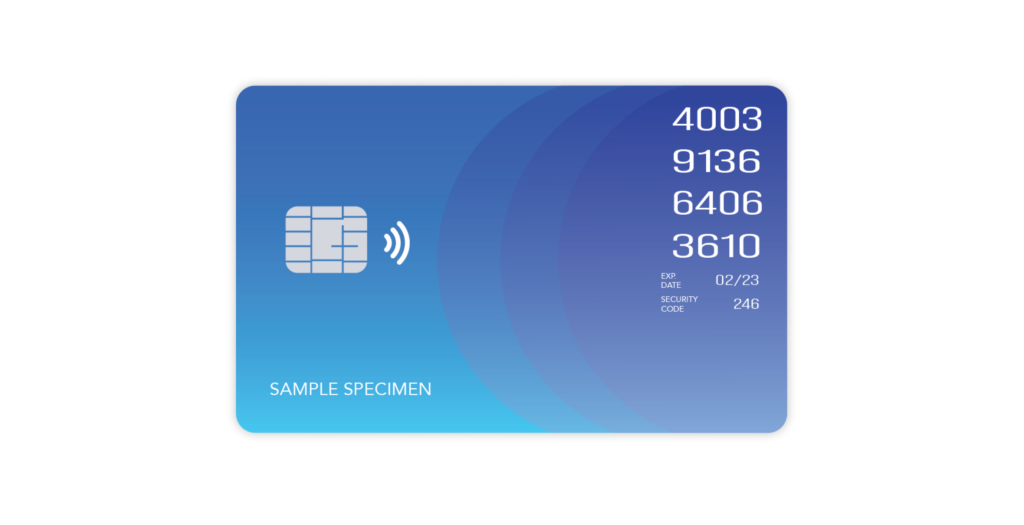 4003
9136
6406
3610
EXP. DATE 02/23
SECURITY CODE 246
SAMPLE SPECIMEN